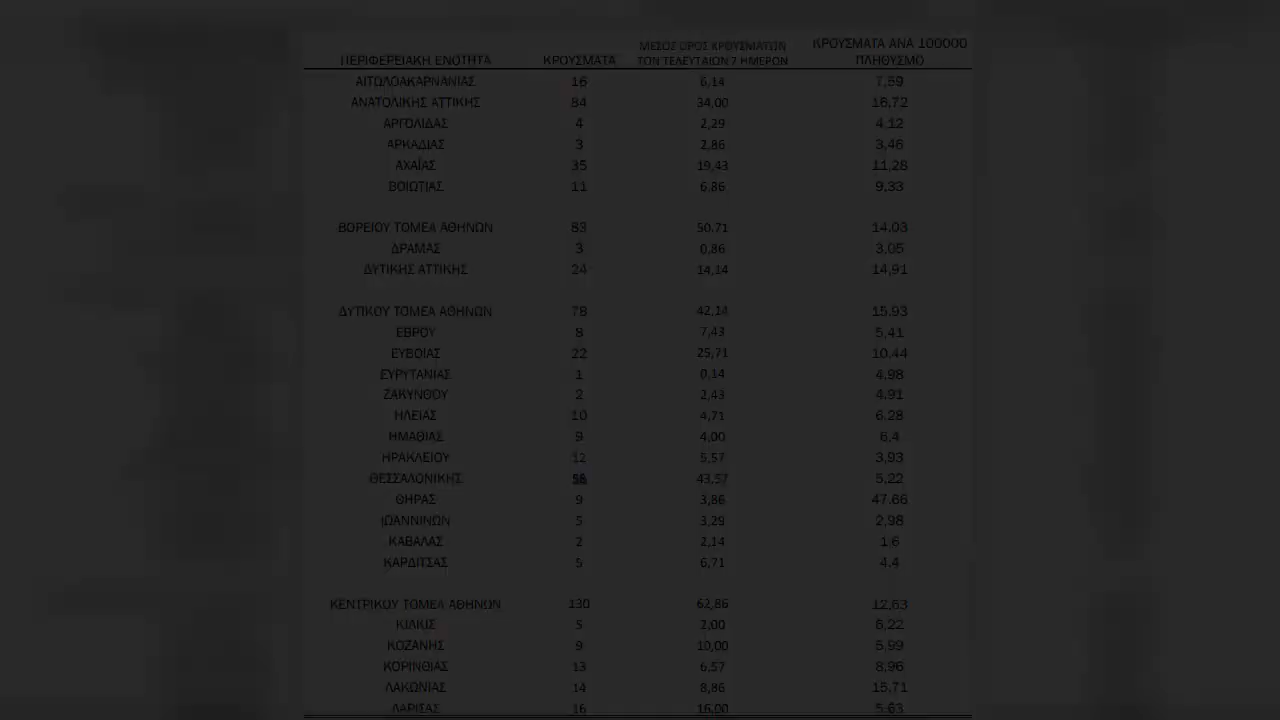 ΜΕΣΟΣ ΟΡΟΣ ΚΡΟΥΣΜΑΤΩΝ ΚΡΟΥΣΜΑΤΑ ΑΝΑ 100000
ΠΕΡΙΦΕΡΕΙΑΚΗ ΕΝΟΤΗΤΑ ΚΡΟΥΣΜΑΤΑ ΤΩΝ ΤΕΛΕΥΤΑΙΩΝ 7 ΗΜΕΡΩΝ ΠΛΗΘΥΣΜΟ
ΑΙΤΩΛΟΑΚΑΡΝΑΝΙΑΣ 16 6,14 7,59
ΑΝΑΤΟΛΙΚΗΣ ΑΤΤΙΚΗΣ 84 34,00 16,72
ΑΡΓΟΛΙΔΑΣ 4 2,29 4,12
ΑΡΚΑΔΙΑΣ 3 2,86 3,46
ΑΧΑΪΑΣ 35 19,43 11,28
ΒΟΙΩΤΙΑΣ 11 6,86 9,33
ΒΟΡΕΙΟΥ ΤΟΜΕΑ ΑΘΗΝΩΝ 83 50,71 14,03
ΔΡΑΜΑΣ 3 0,86 3,05
ΔΥΤΙΚΗΣ ΑΤΤΙΚΗΣ 24 14,14 14,91
ΔΥΤΙΚΟΥ ΤΟΜΕΑ ΑΘΗΝΩΝ 78 42,14 15,93
ΕΒΡΟΥ 8 7,43 5,41
ΕΥΒΟΙΑΣ 22 25,71 10,44
ΕΥΡΥΤΑΝΙΑΣ 1 0,14 4,98
ΖΑΚΥΝΘΟΥ 2 2,43 4,91
ΗΛΕΙΑΣ 10 4,71 6,28
ΗΜΑΘΙΑΣ 9 4,00 6,4
ΗΡΑΚΛΕΙΟΥ 12 5,57 3,93
ΘΕΣΣΑΛΟΝΙΚΗΣ 58 43,57 5,22
ΘΗΡΑΣ 9 3,86 47,66
ΙΩΑΝΝΙΝΩΝ 5 3,29 2,98
ΚΑΒΑΛΑΣ 2 2,14 1,6
ΚΑΡΔΙΤΣΑΣ 5 6,71 4,4
ΚΕΝΤΡΙΚΟΥ ΤΟΜΕΑ ΑΘΗΝΩΝ 130 62,86 12,63
ΚΙΛΚΙΣ 5 2,00 6,22
ΚΟΖΑΝΗΣ 9 10,00 5,99
ΚΟΡΙΝΘΙΑΣ 13 6,57 8,96
ΛΑΚΩΝΙΑΣ 14 8,86 15,71
ΛΑΡΙΣΑΣ 16 16,00 5,63